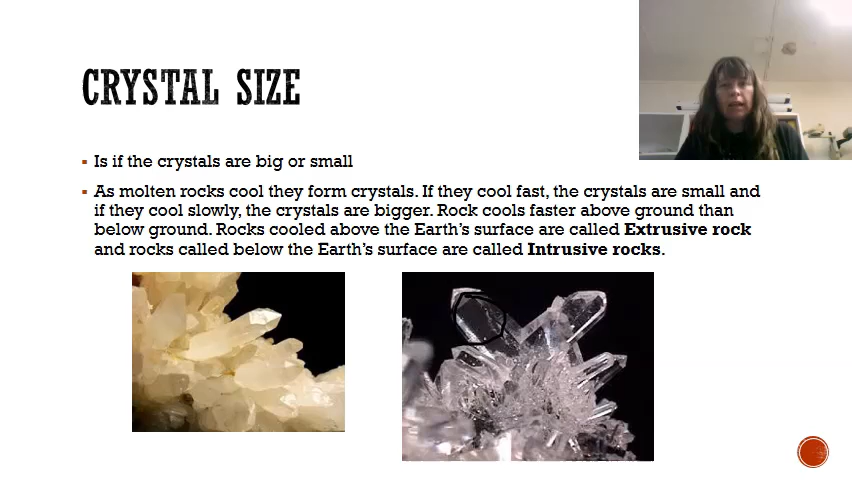 CRYSTAL SIZE
Is if the crystals are big or small
As molten rocks cool they form crystals. If they cool fast, the crystals are small and
if they cool slowly, the crystals are bigger. Rock cools faster above ground than
below ground. Rocks cooled above the Earth's surface are called Extrusive rock
and rocks called below the Earth's surface are called Intrusive rocks.